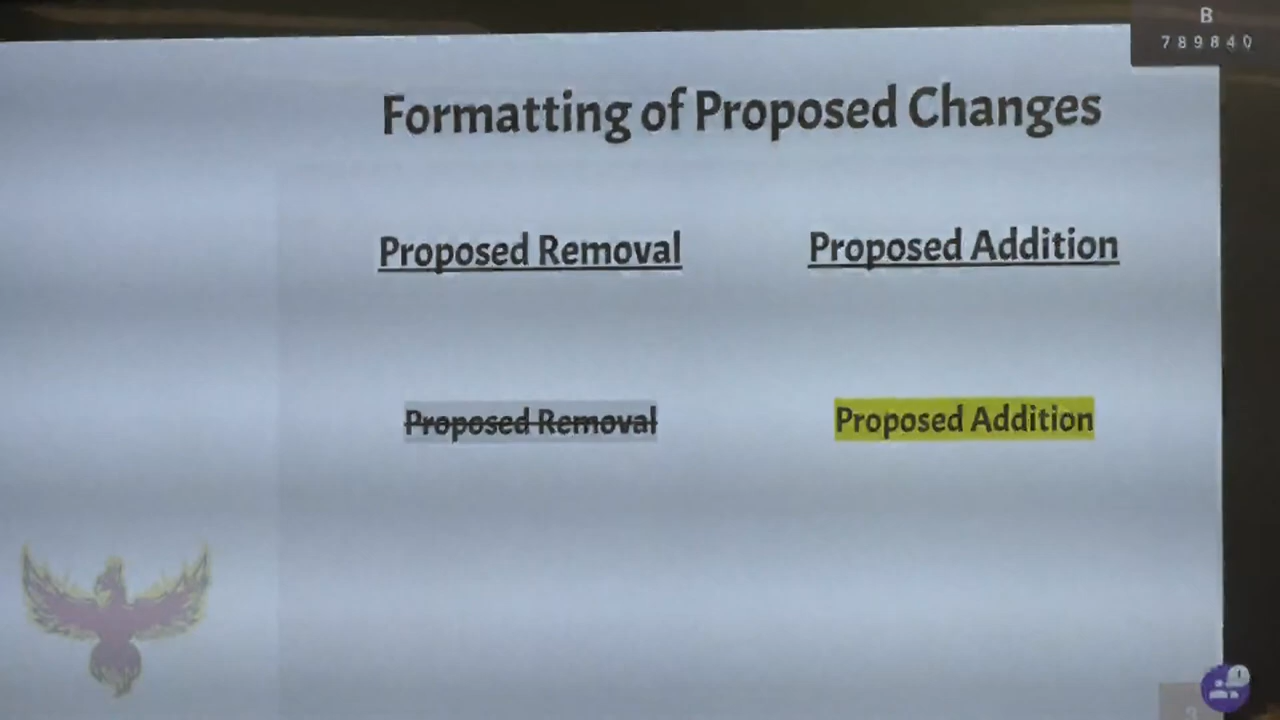 B
789840
Formatting of Proposed Changes
Proposed Removal
Proposed Addition
Proposed Removal
Proposed Addition